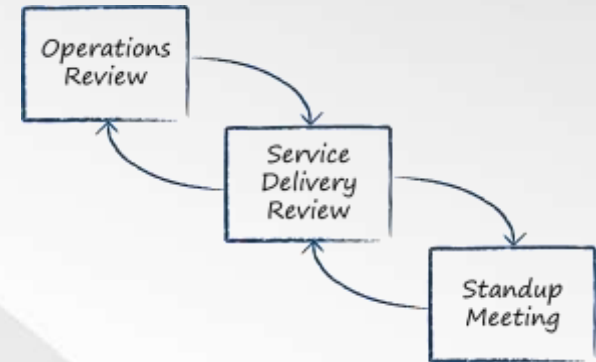 Operations
Review
Service
Delivery
Review
Standup
Meeting